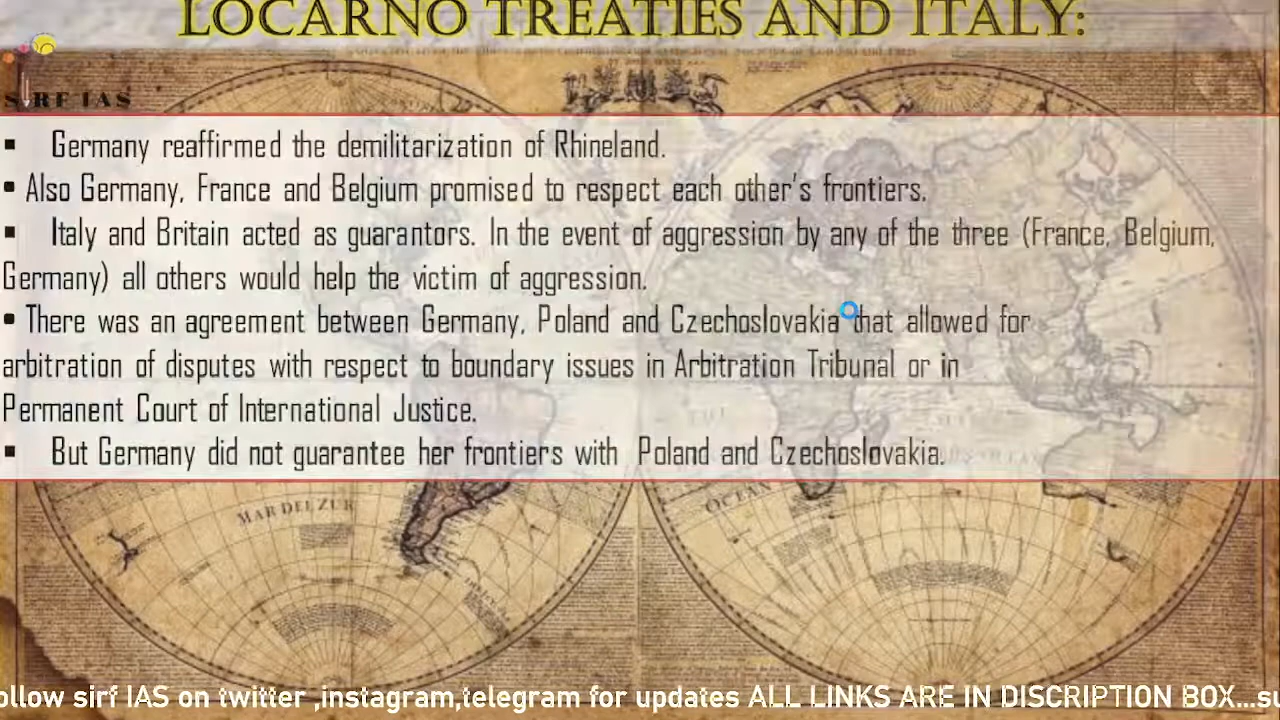 LOCARNO TREATIES AND ITALY:
SIRF IAS
▪ Germany reaffirmed the demilitarization of Rhineland.
• Also Germany, France and Belgium promised to respect each other's frontiers.
▪ Italy and Britain acted as guarantors. In the event of aggression by any of the three (France, Belgium,
Germany) all others would help the victim of aggression.
• There was an agreement between Germany, Poland and Czechoslovakia that allowed for
arbitration of disputes with respect to boundary issues in Arbitration Tribunal or in
Permanent Court of International Justice.
▪ But Germany did not guarantee her frontiers with Poland and Czechoslovakia.
MAR DEL ZUR
OCEAN
ollow sirf IAS on twitter ,instagram,telegram for updates ALL LINKS ARE IN DISCRIPTION BOX...su